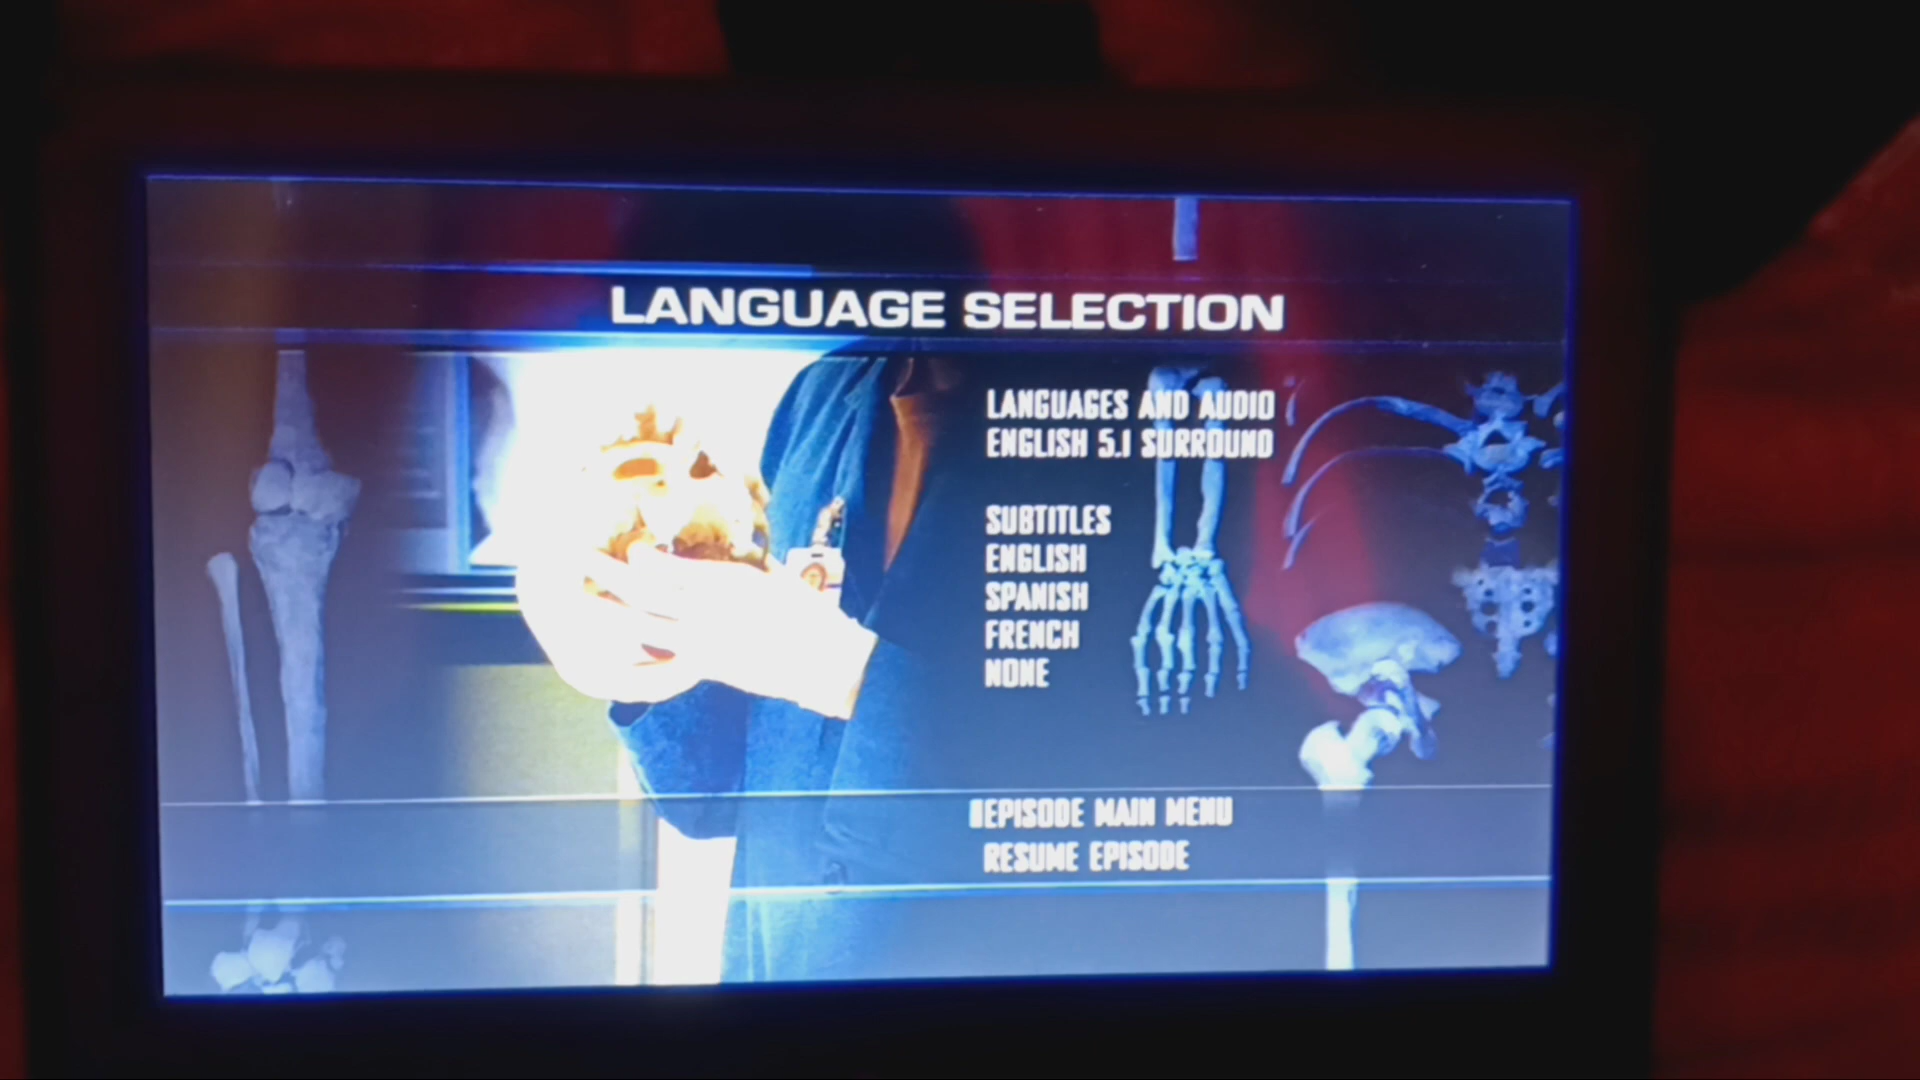 LANGUAGE SELECTION
LANGUAGES AND AUDIO
ENGLISH 5.1 SURROUND
SUBTITLES
ENGLISH
SPANISH
FRENCH
NONE
EPISODE MAIN MENU
RESUME EPISODE